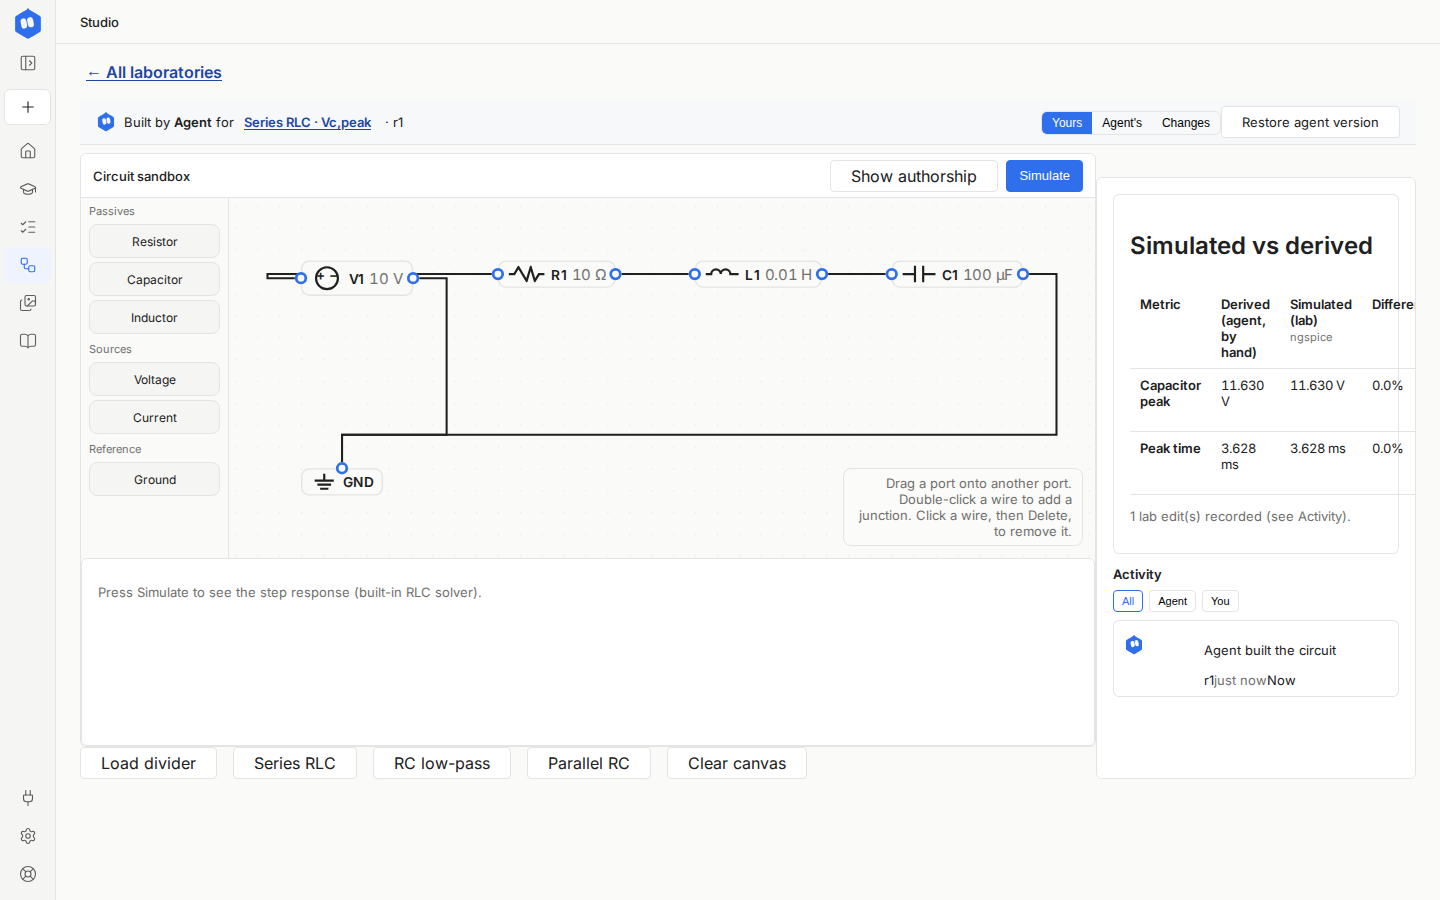 Studio
← All laboratories
Built by Agent for Series RLC · Vc,peak · r1
Yours Agent's Changes Restore agent version
Circuit sandbox
Show authorship Simulate
Passives
Resistor
Capacitor
Inductor
Sources
Voltage
Current
Reference
Ground
V1 10 V
R1 10 Ω
L1 0.01 H
C1 100 µF
GND
Drag a port onto another port.
Double-click a wire to add a
junction. Click a wire, then Delete,
to remove it.
Press Simulate to see the step response (built-in RLC solver).
Load divider Series RLC RC low-pass Parallel RC Clear canvas
Simulated vs derived
Metric
Derived
(agent,
by
hand)
Simulated
(lab)
ngspice
Capacitor
peak
11.630
V
11.630 V
0.0%
Peak time
3.628
ms
3.628 ms
0.0%
1 lab edit(s) recorded (see Activity).
Activity
All Agent You
Agent built the circuit
r1just nowNow